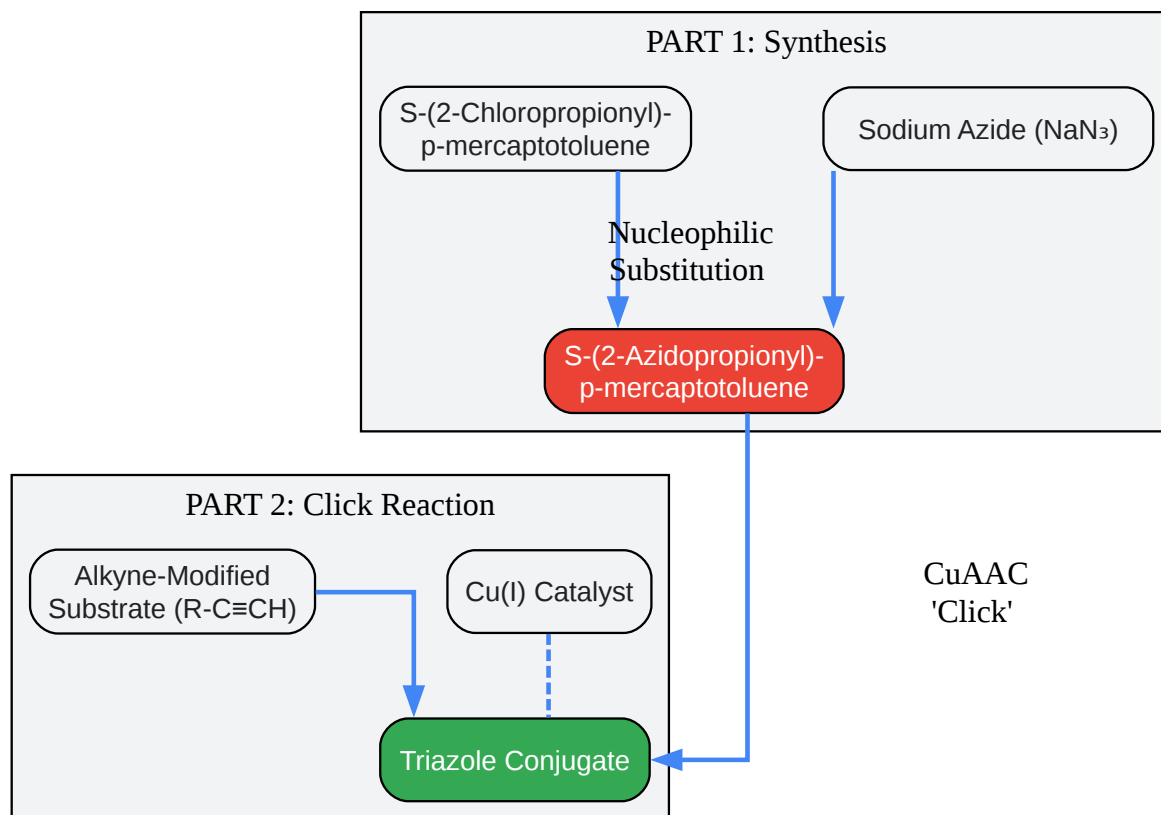 PART 1: Synthesis
S-(2-Chloropropionyl)-
p-mercaptotoluene
Sodium Azide (NaN₃)
Nucleophilic
Substitution
S-(2-Azidopropionyl)-
p-mercaptotoluene
PART 2: Click Reaction
Alkyne-Modified
Substrate (R-C≡CH)
Cu(I) Catalyst
CuAAC
'Click'
Triazole Conjugate